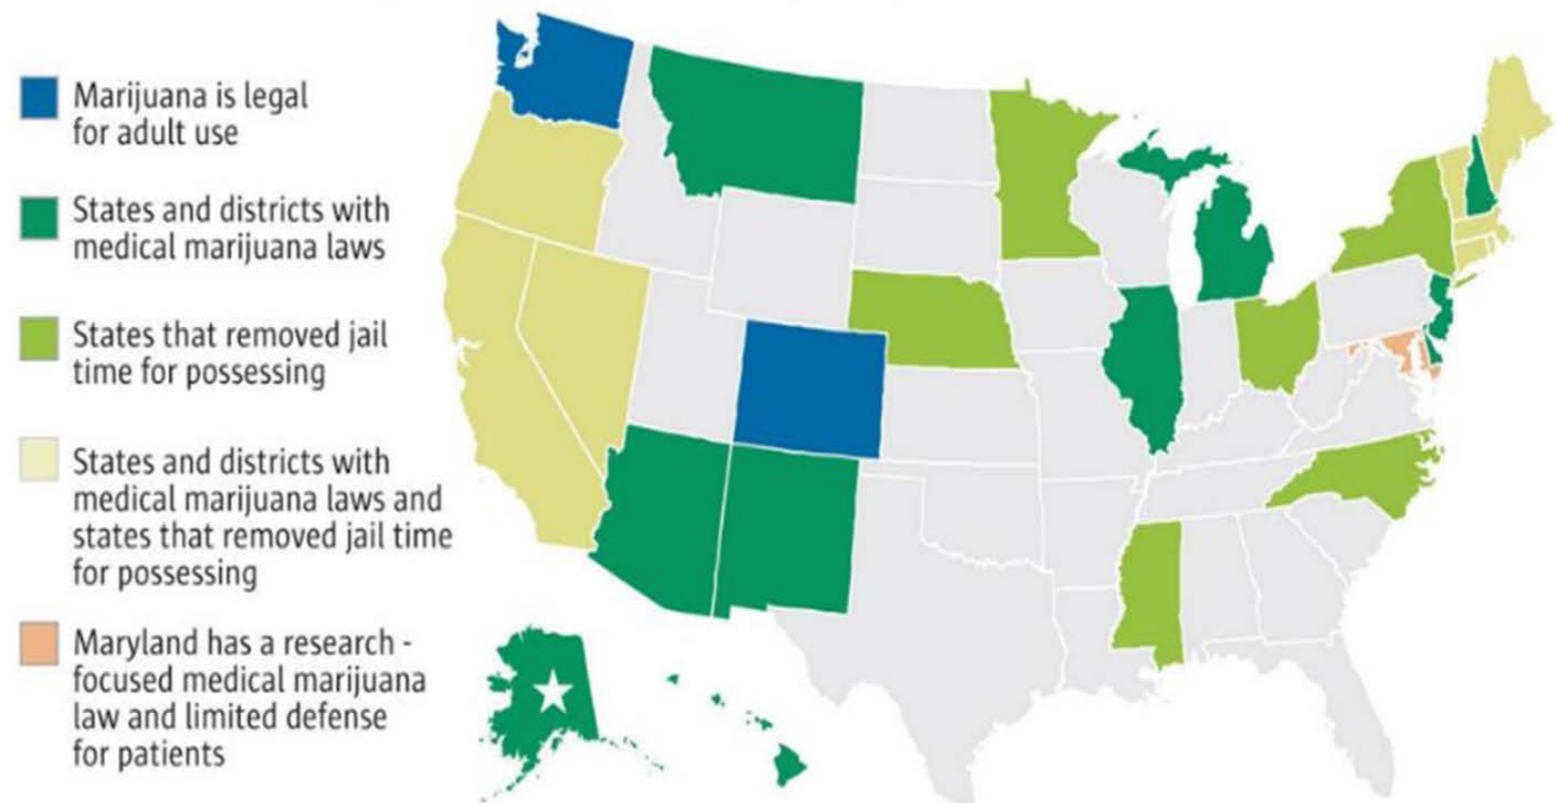 Marijuana is legal
for adult use
States and districts with
medical marijuana laws
States that removed jail
time for possessing
States and districts with
medical marijuana laws and
states that removed jail time
for possessing
Maryland has a research -
focused medical marijuana
law and limited defense
for patients